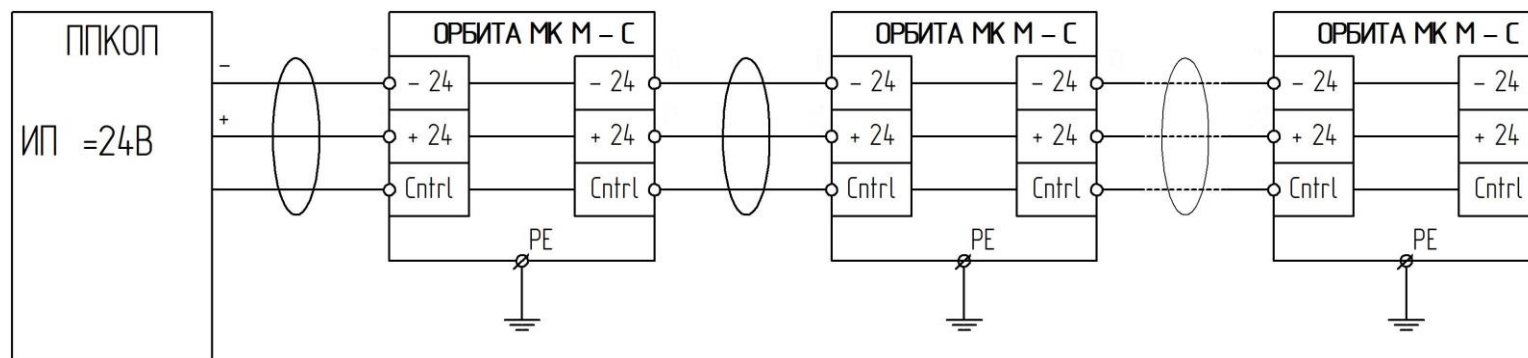 ППКОП
ИП =24В
–
+
ОРБИТА МК М – С
– 24
– 24
+ 24
+ 24
Cntrl
Cntrl
PE
ОРБИТА МК М – С
– 24
– 24
+ 24
+ 24
Cntrl
Cntrl
PE
ОРБИТА МК М – С
– 24
– 24
+ 24
+ 24
Cntrl
Cntrl
PE